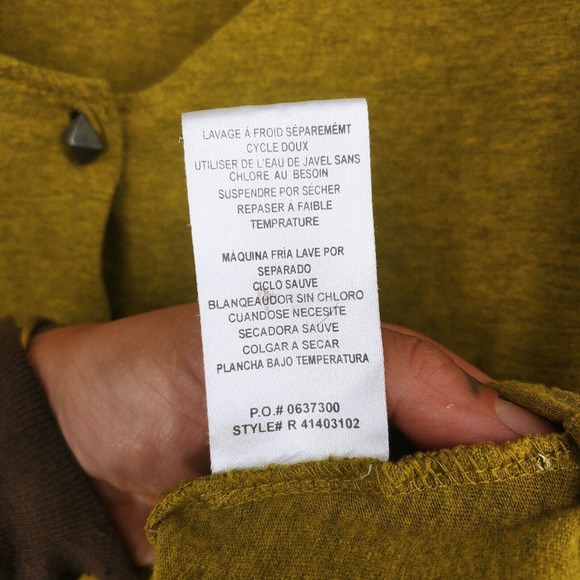 LAVAGE Á FROID SÉPAREMÉMT
CYCLE DOUX
UTILISER DE L'EAU DE JAVEL SANS
CHLORE AU BESOIN
SUSPENDRE POR SÈCHER
REPASER À FAIBLE
TEMPRATURE
MÁQUINA FRÍA LAVE POR
SEPARADO
CICLO SAUVE
BLANQEAUDOR SIN CHLORO
CUANDOSE NECESITE
SECADORA SAÚVE
COLGAR A SECAR
PLANCHA BAJO TEMPERATURA
P.O.# 0637300
STYLE# R 41403102